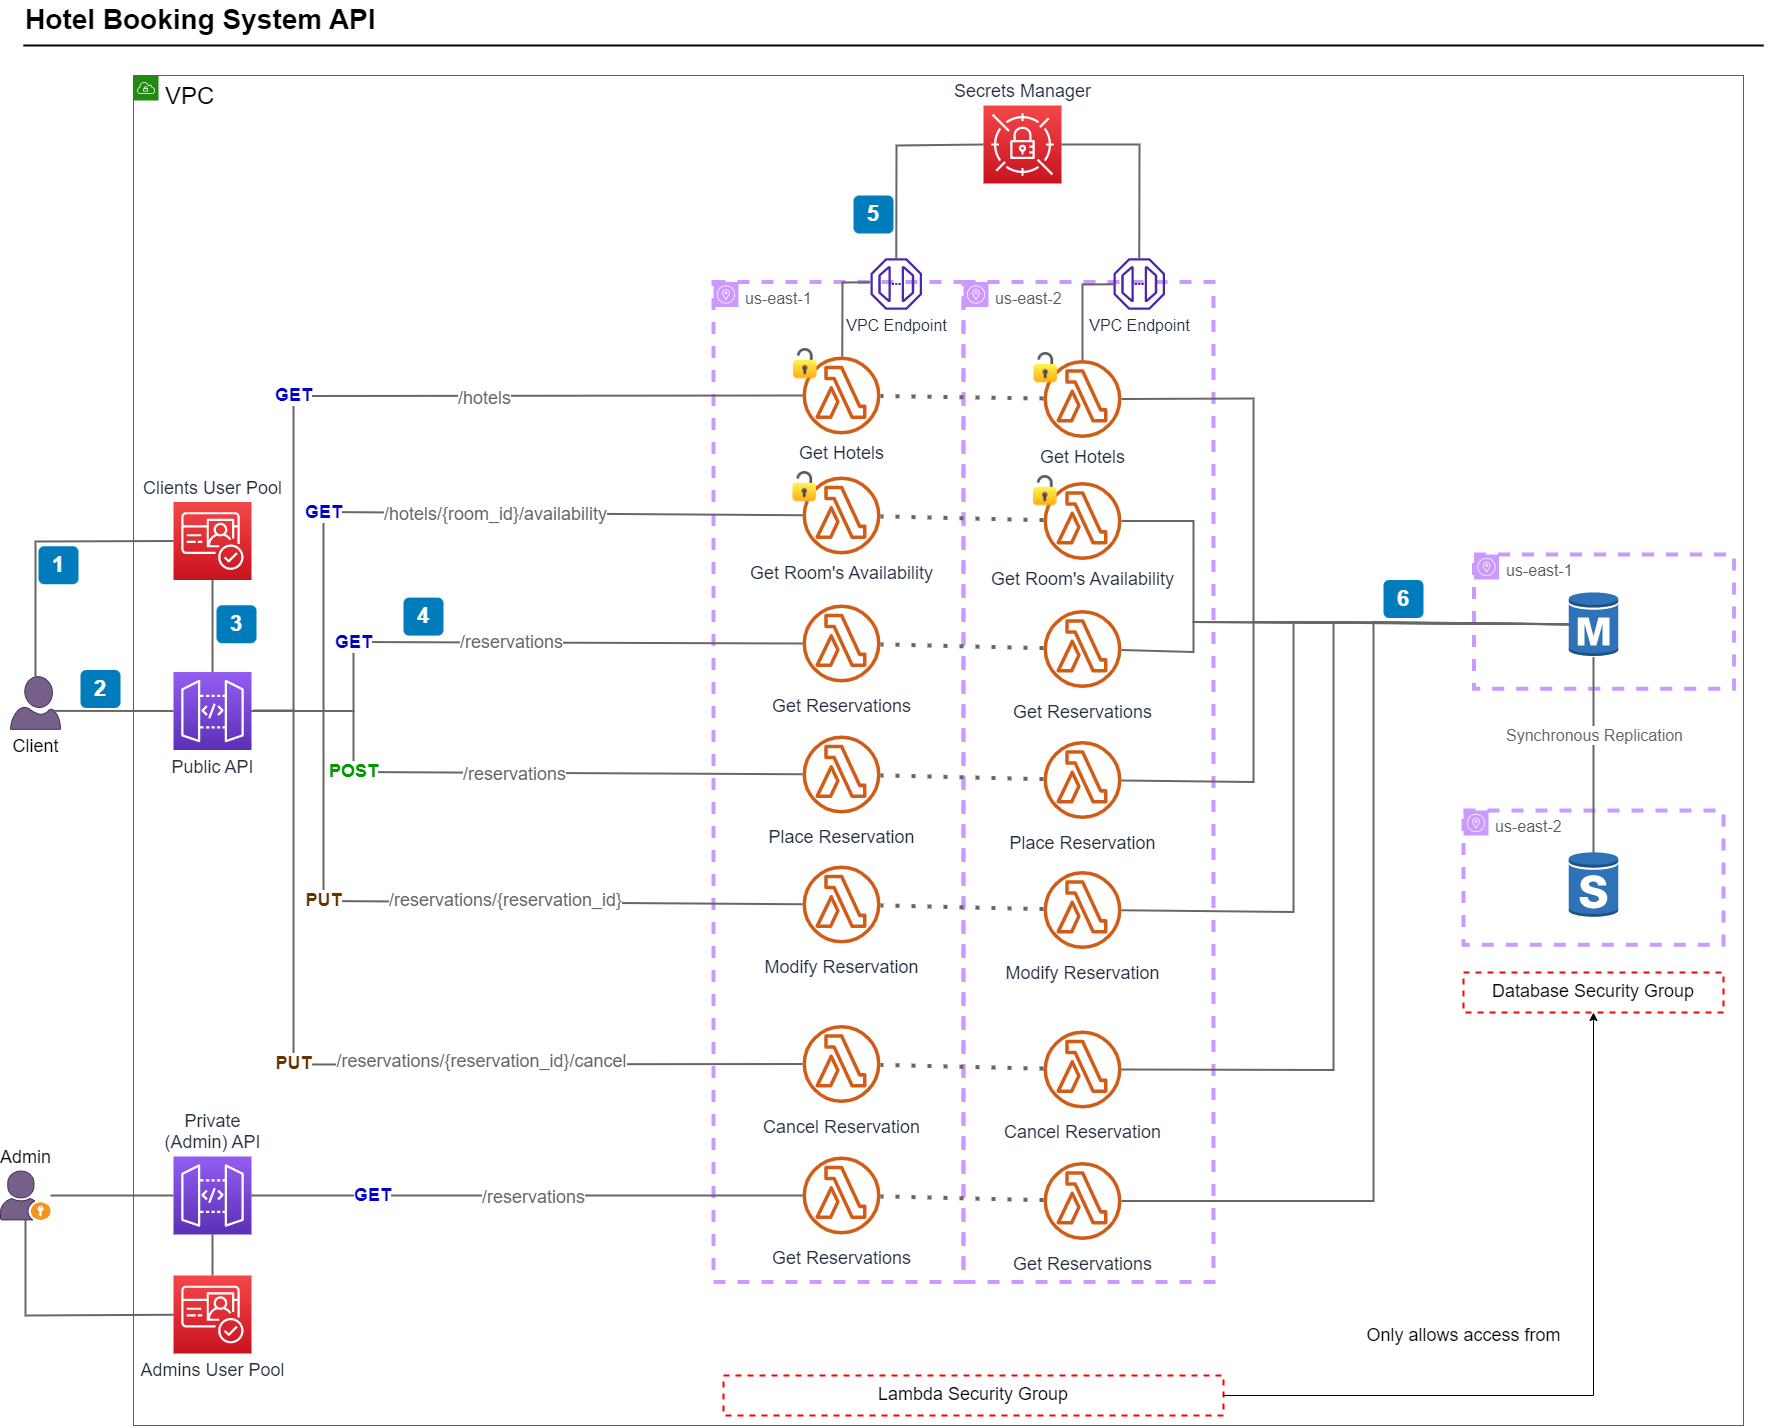 Hotel Booking System API
VPC
Secrets Manager
5
us-east-1
us-east-2
VPC Endpoint
VPC Endpoint
GET
/hotels
Get Hotels
Get Hotels
Clients User Pool
GET
/hotels/{room_id}/availability
Get Room's Availability
Get Room's Availability
1
3
4
GET
/reservations
Get Reservations
Get Reservations
6
us-east-1
M
2
Client
Public API
Synchronous Replication
POST
/reservations
Place Reservation
Place Reservation
us-east-2
S
PUT
/reservations/{reservation_id}
Modify Reservation
Modify Reservation
Database Security Group
PUT
/reservations/{reservation_id}/cancel
Cancel Reservation
Cancel Reservation
Private
(Admin) API
Admin
GET
/reservations
Get Reservations
Get Reservations
Admins User Pool
Only allows access from
Lambda Security Group